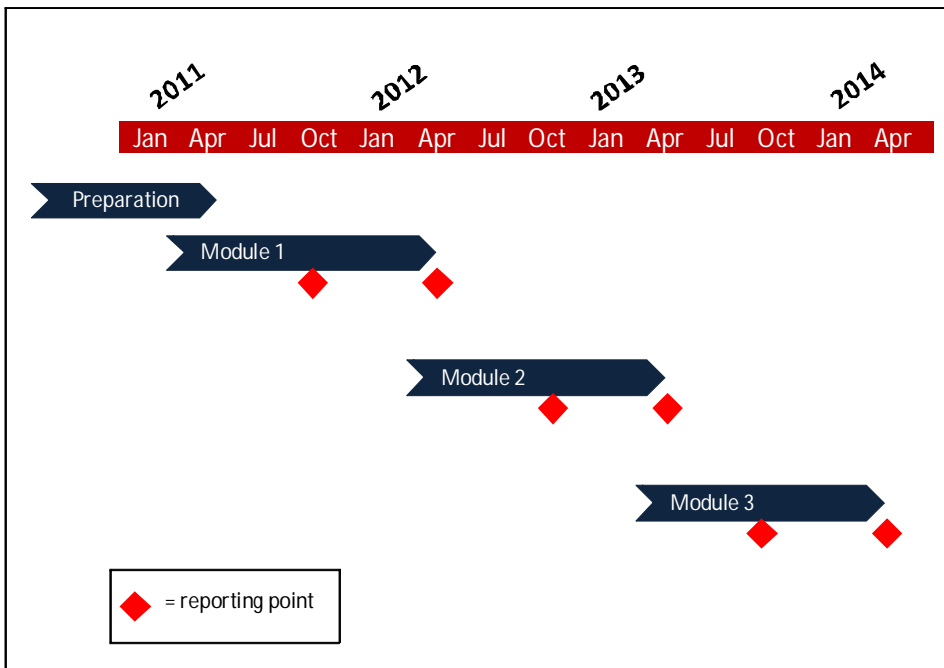 2011 2012 2013 2014
Jan Apr Jul Oct Jan Apr Jul Oct Jan Apr Jul Oct Jan Apr
Preparation
Module 1
Module 2
Module 3
= reporting point